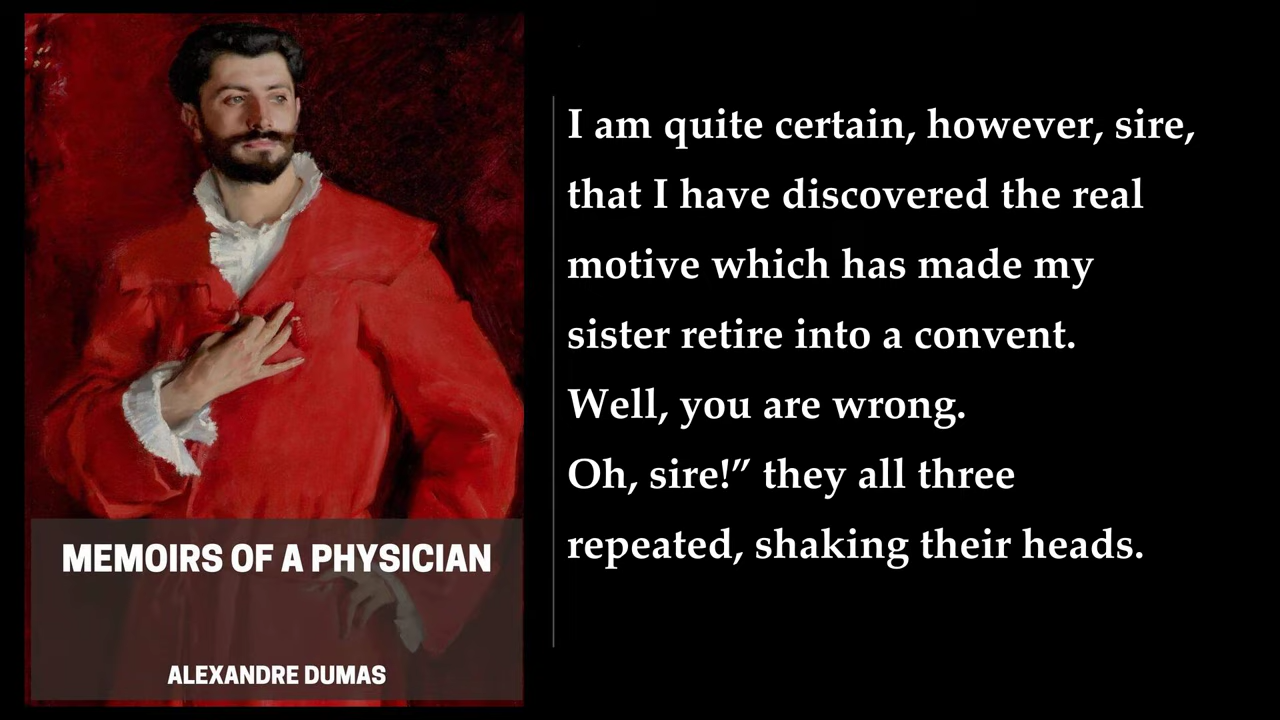 MEMOIRS OF A PHYSICIAN
ALEXANDRE DUMAS
I am quite certain, however, sire,
that I have discovered the real
motive which has made my
sister retire into a convent.
Well, you are wrong.
Oh, sire!” they all three
repeated, shaking their heads.